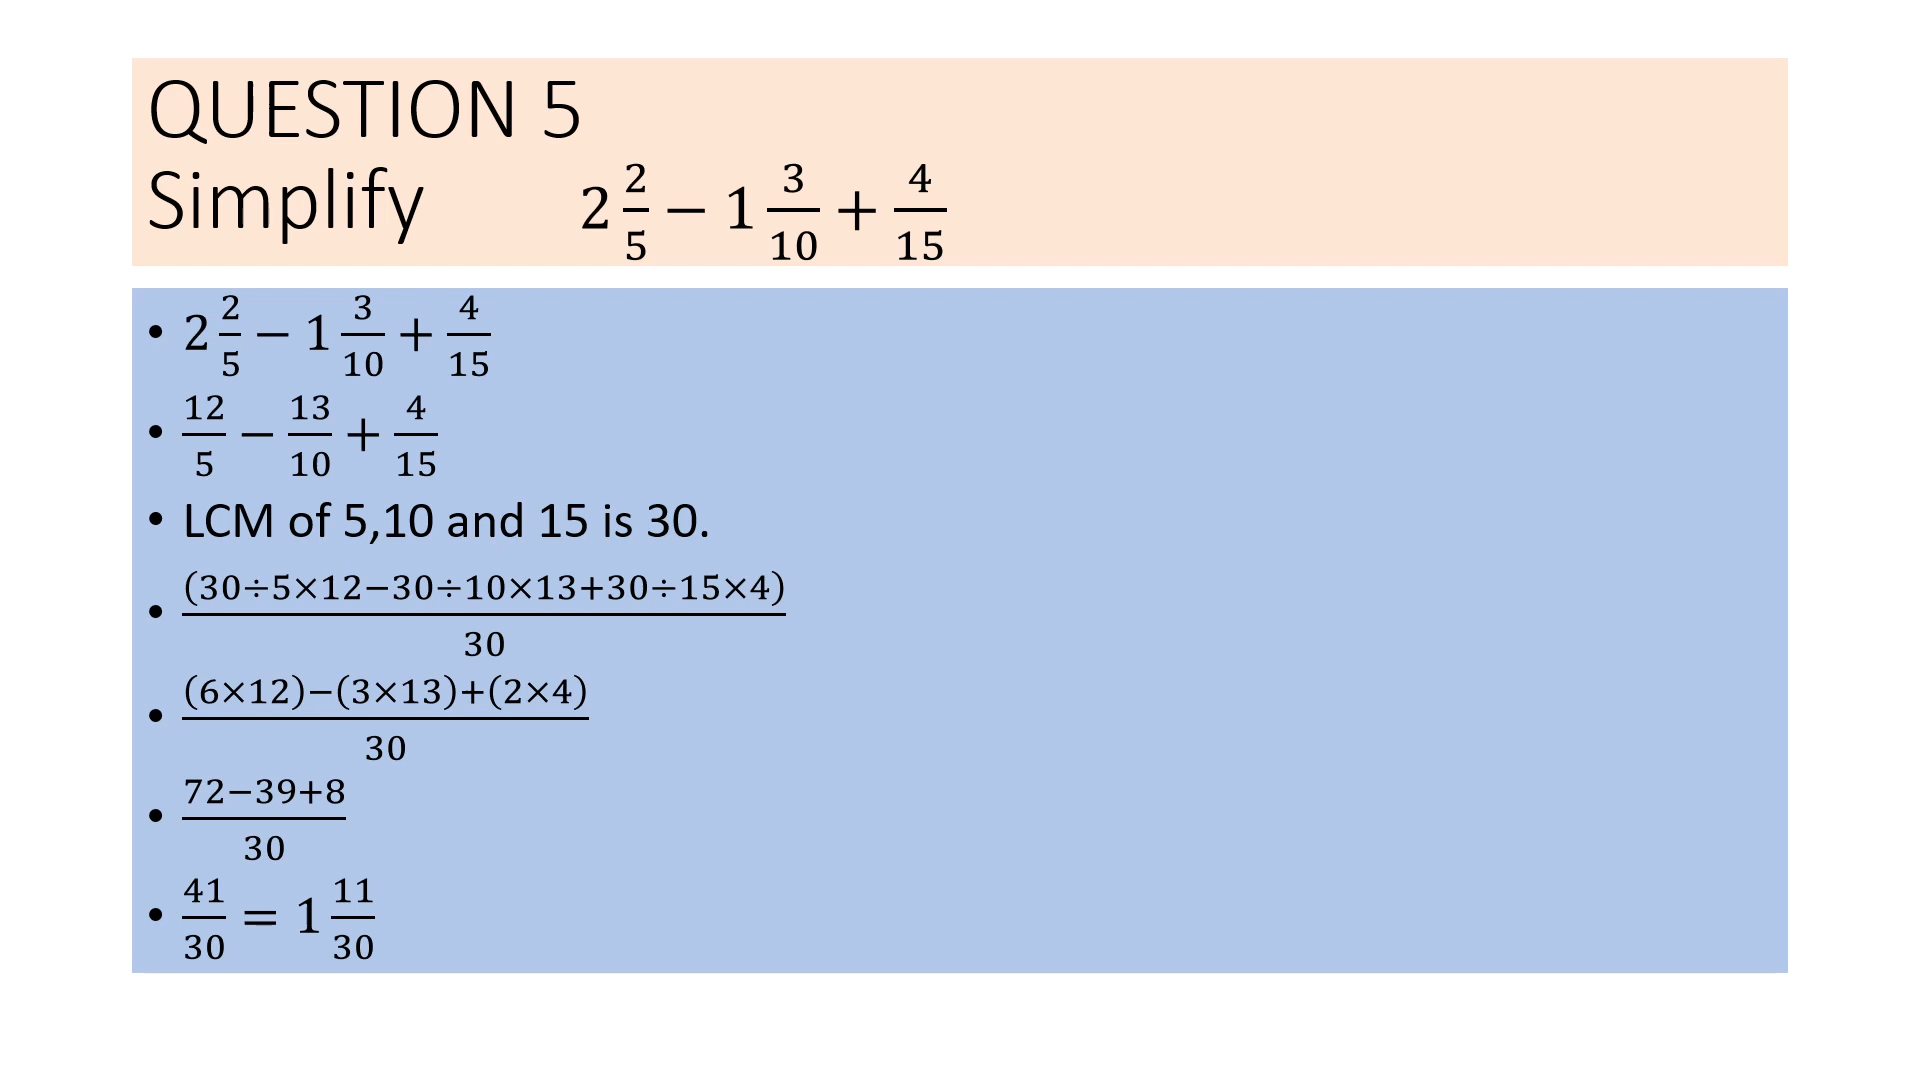 QUESTION 5
Simplify 2 2/5 − 1 3/10 + 4/15
• 2 2/5 − 1 3/10 + 4/15
• 12/5 − 13/10 + 4/15
• LCM of 5,10 and 15 is 30.
• (30÷5×12−30÷10×13+30÷15×4)/30
• (6×12)−(3×13)+(2×4)/30
• 72−39+8/30
• 41/30 = 1 11/30